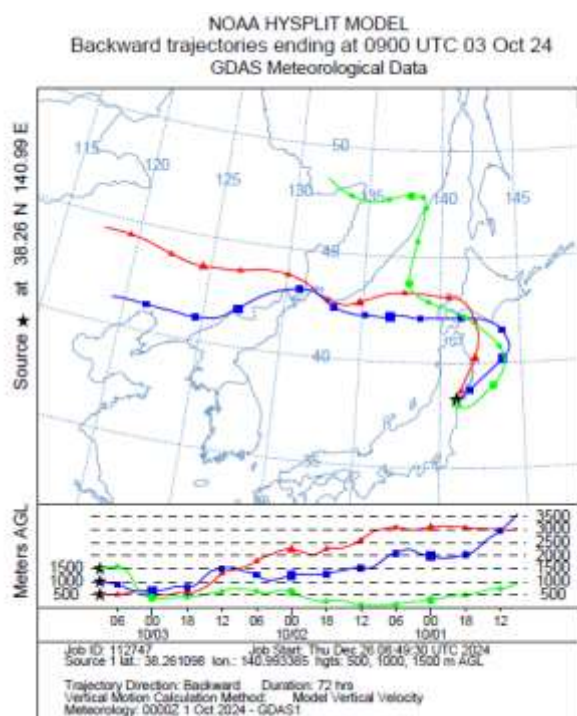 NOAA HYSPLIT MODEL
Backward trajectories ending at 0900 UTC 03 Oct 24
GDAS Meteorological Data
Source ★ at 38.26 N 140.99 E
115
120
125
130
135
140
145
50
45
40
35
Meters AGL
1500
1000
500
3500
3000
2500
2000
1500
1000
500
06 00 18 12 06 00 18 12 06 00 18 12
10/03 10/02 10/01
Job ID: 112747 Job Start: Thu Dec 26 06:49:30 UTC 2024
Source 1 lat.: 38.261056 lon.: 140.993385 hgts: 500, 1000, 1500 m AGL
Trajectory Direction: Backward Duration: 72 hrs
Vertical Motion Calculation Method: Model Vertical Velocity
Meteorology: 0000Z 1 Oct 2024 - GDAS1